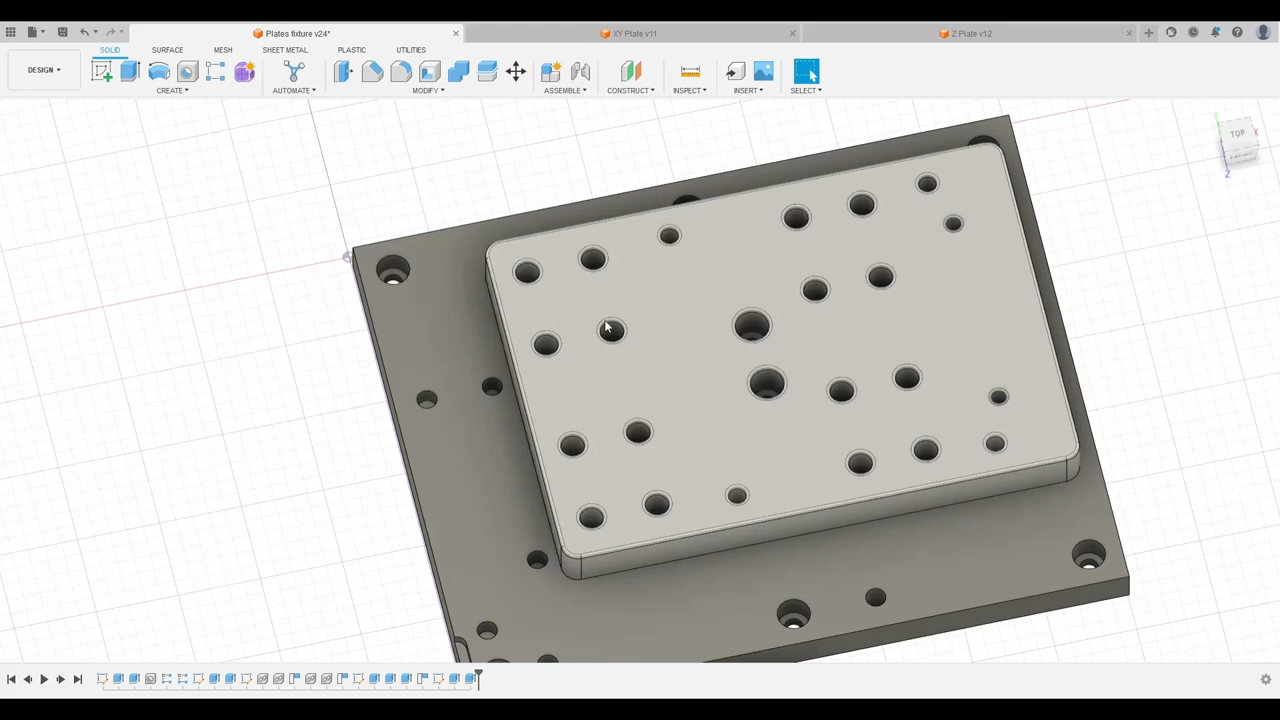 Plates fixture v24*
XY Plate v11
Z Plate v12
SOLID
SURFACE
MESH
SHEET METAL
PLASTIC
UTILITIES
DESIGN
CREATE
AUTOMATE
MODIFY
ASSEMBLE
CONSTRUCT
INSPECT
INSERT
SELECT
TOP
FRONT
X
Z